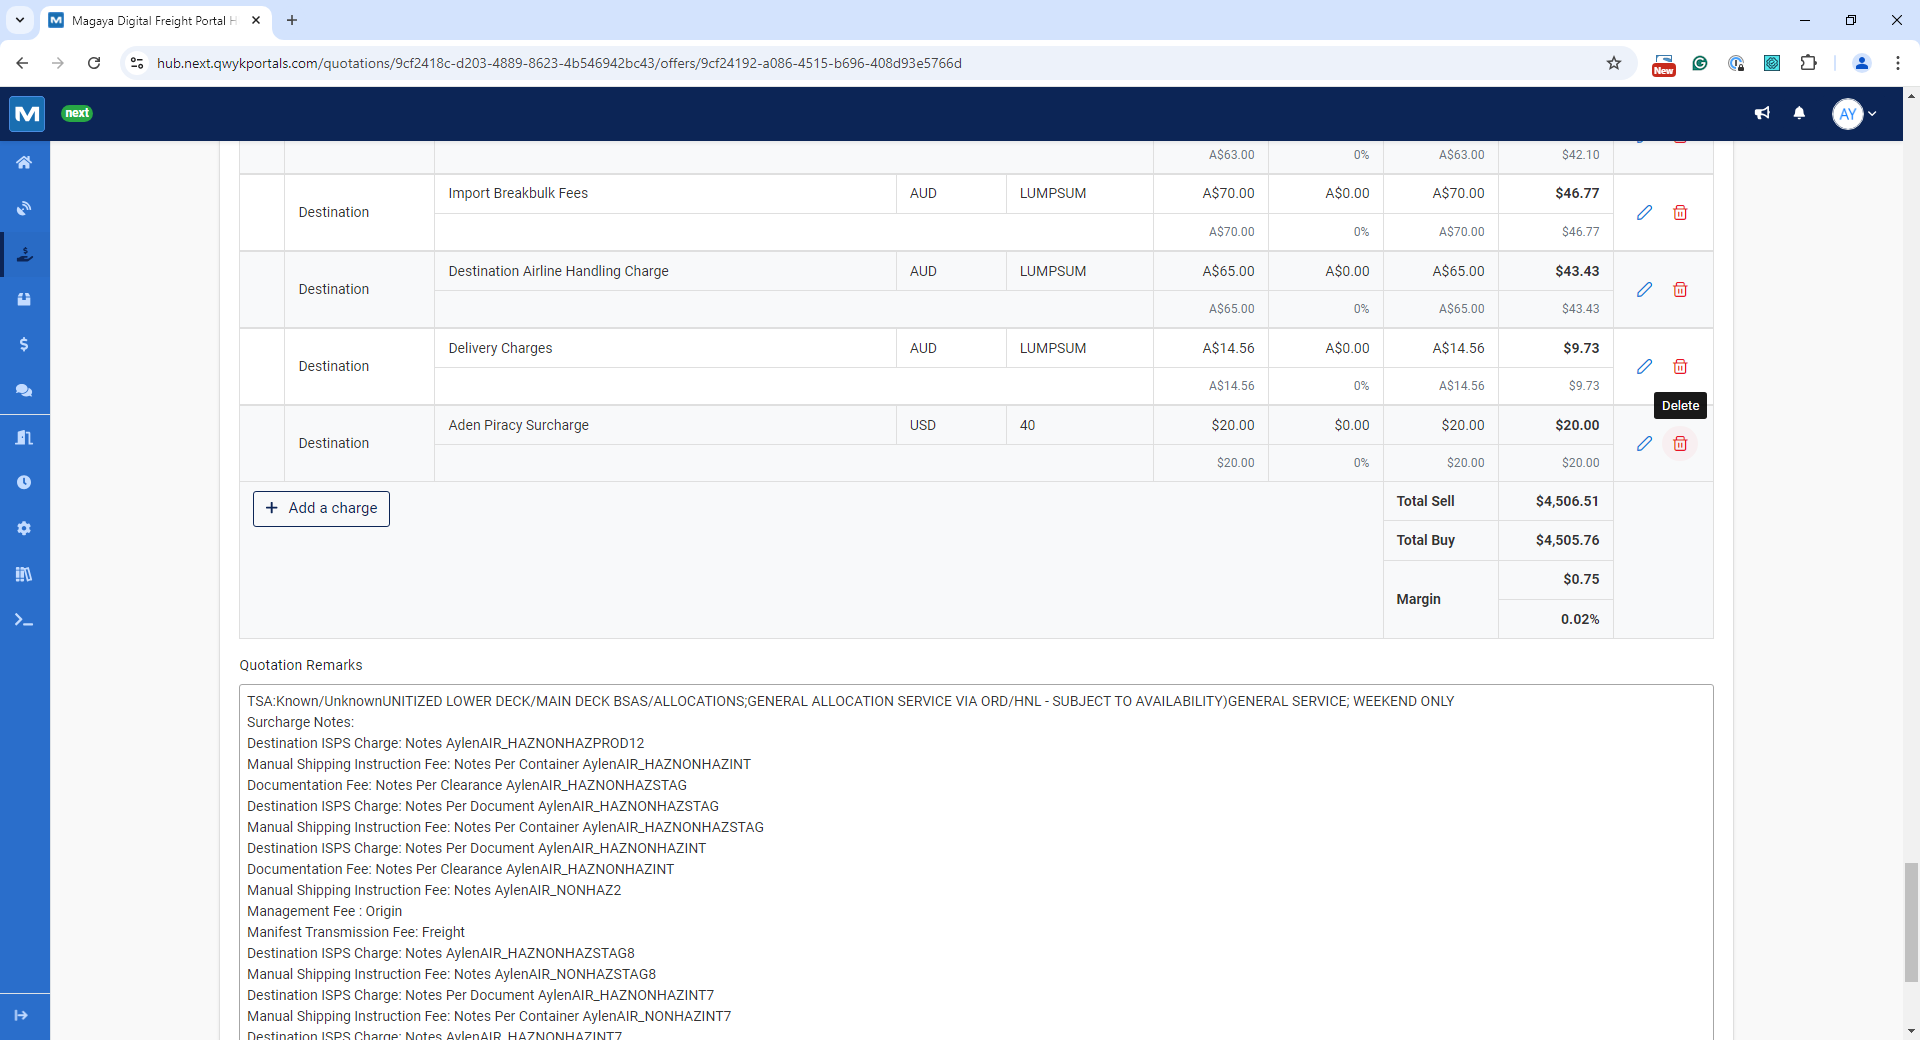 Magaya Digital Freight Portal H
hub.next.qwykportals.com/quotations/9cf2418c-d203-4889-8623-4b546942bc43/offers/9cf24192-a086-4515-b696-408d93e5766d
New
next
AY
A$63.00 0% A$63.00 $42.10
Destination Import Breakbulk Fees AUD LUMPSUM A$70.00 A$0.00 A$70.00 $46.77
A$70.00 0% A$70.00 $46.77
Destination Destination Airline Handling Charge AUD LUMPSUM A$65.00 A$0.00 A$65.00 $43.43
A$65.00 0% A$65.00 $43.43
Destination Delivery Charges AUD LUMPSUM A$14.56 A$0.00 A$14.56 $9.73
A$14.56 0% A$14.56 $9.73
Delete
Destination Aden Piracy Surcharge USD 40 $20.00 $0.00 $20.00 $20.00
$20.00 0% $20.00 $20.00
Add a charge
Total Sell $4,506.51
Total Buy $4,505.76
Margin $0.75
0.02%
Quotation Remarks
TSA:Known/UnknownUNITIZED LOWER DECK/MAIN DECK BSAS/ALLOCATIONS;GENERAL ALLOCATION SERVICE VIA ORD/HNL - SUBJECT TO AVAILABILITY)GENERAL SERVICE; WEEKEND ONLY
Surcharge Notes:
Destination ISPS Charge: Notes AylenAIR_HAZNONHAZPROD12
Manual Shipping Instruction Fee: Notes Per Container AylenAIR_HAZNONHAZINT
Documentation Fee: Notes Per Clearance AylenAIR_HAZNONHAZSTAG
Destination ISPS Charge: Notes Per Document AylenAIR_HAZNONHAZSTAG
Manual Shipping Instruction Fee: Notes Per Container AylenAIR_HAZNONHAZSTAG
Destination ISPS Charge: Notes Per Document AylenAIR_HAZNONHAZINT
Documentation Fee: Notes Per Clearance AylenAIR_HAZNONHAZINT
Manual Shipping Instruction Fee: Notes AylenAIR_NONHAZ2
Management Fee : Origin
Manifest Transmission Fee: Freight
Destination ISPS Charge: Notes AylenAIR_HAZNONHAZSTAG8
Manual Shipping Instruction Fee: Notes AylenAIR_NONHAZSTAG8
Destination ISPS Charge: Notes Per Document AylenAIR_HAZNONHAZINT7
Manual Shipping Instruction Fee: Notes Per Container AylenAIR_NONHAZINT7
Destination ISPS Charge: Notes AylenAIR_HAZNONHAZINT7